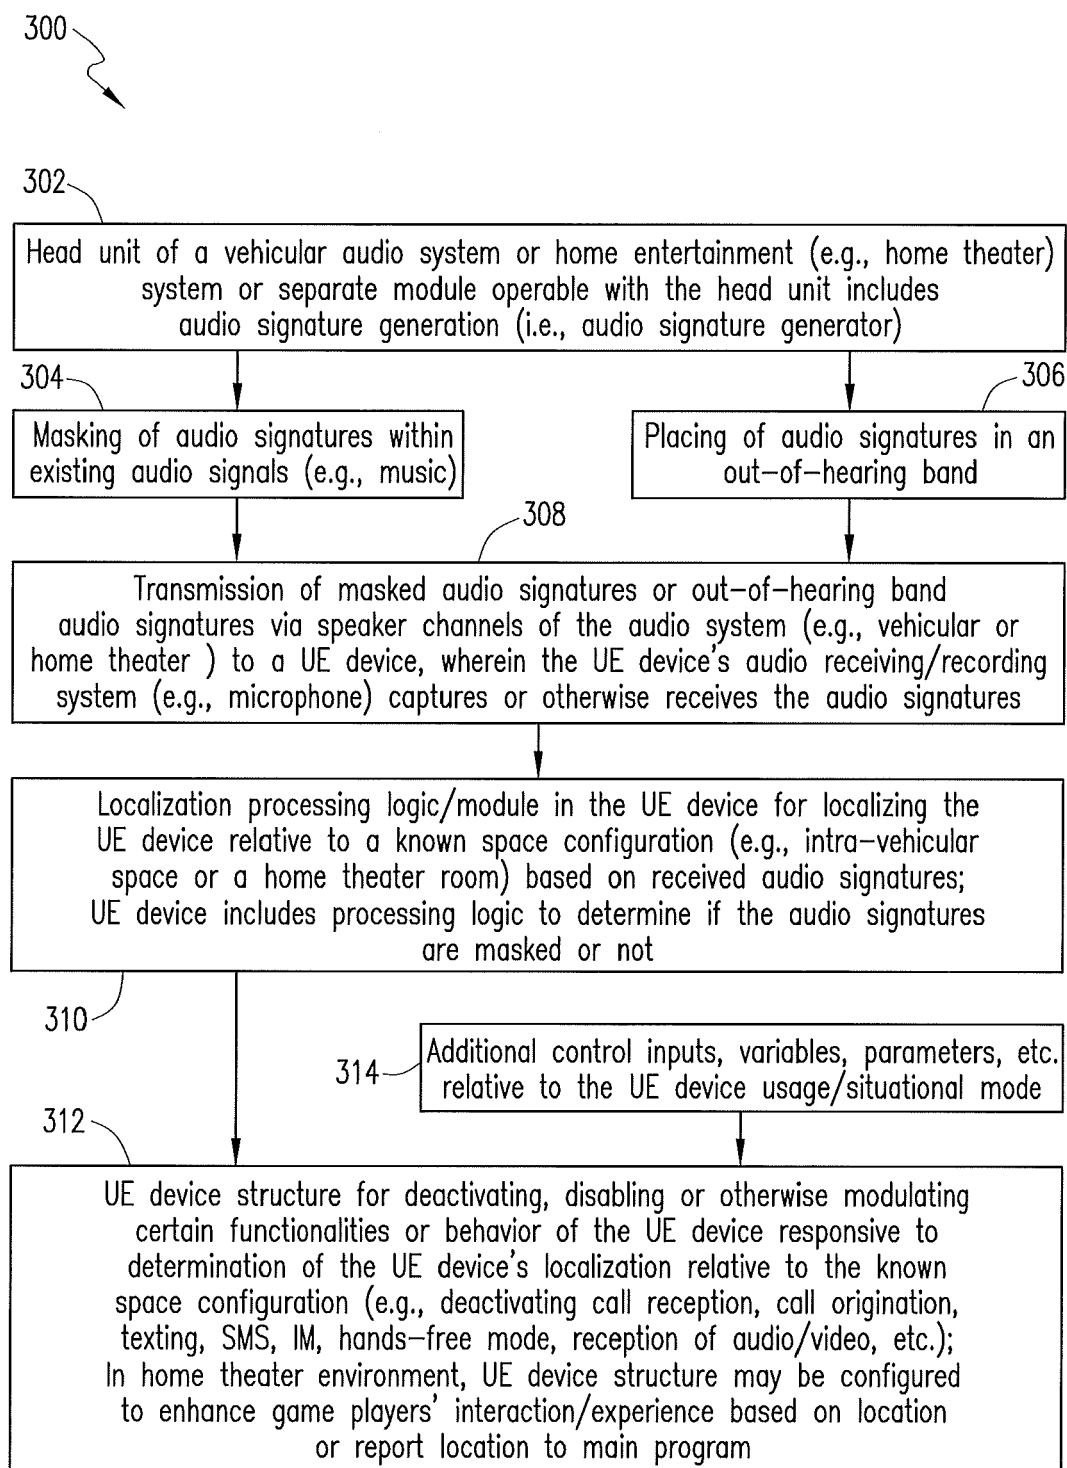 300
302
Head unit of a vehicular audio system or home entertainment (e.g., home theater)
system or separate module operable with the head unit includes
audio signature generation (i.e., audio signature generator)
304
306
Masking of audio signatures within
existing audio signals (e.g., music)
Placing of audio signatures in an
out-of-hearing band
308
Transmission of masked audio signatures or out-of-hearing band
audio signatures via speaker channels of the audio system (e.g., vehicular or
home theater ) to a UE device, wherein the UE device's audio receiving/recording
system (e.g., microphone) captures or otherwise receives the audio signatures
Localization processing logic/module in the UE device for localizing the
UE device relative to a known space configuration (e.g., intra-vehicular
space or a home theater room) based on received audio signatures;
UE device includes processing logic to determine if the audio signatures
are masked or not
310
314
Additional control inputs, variables, parameters, etc.
relative to the UE device usage/situational mode
312
UE device structure for deactivating, disabling or otherwise modulating
certain functionalities or behavior of the UE device responsive to
determination of the UE device's localization relative to the known
space configuration (e.g., deactivating call reception, call origination,
texting, SMS, IM, hands-free mode, reception of audio/video, etc.);
In home theater environment, UE device structure may be configured
to enhance game players' interaction/experience based on location
or report location to main program